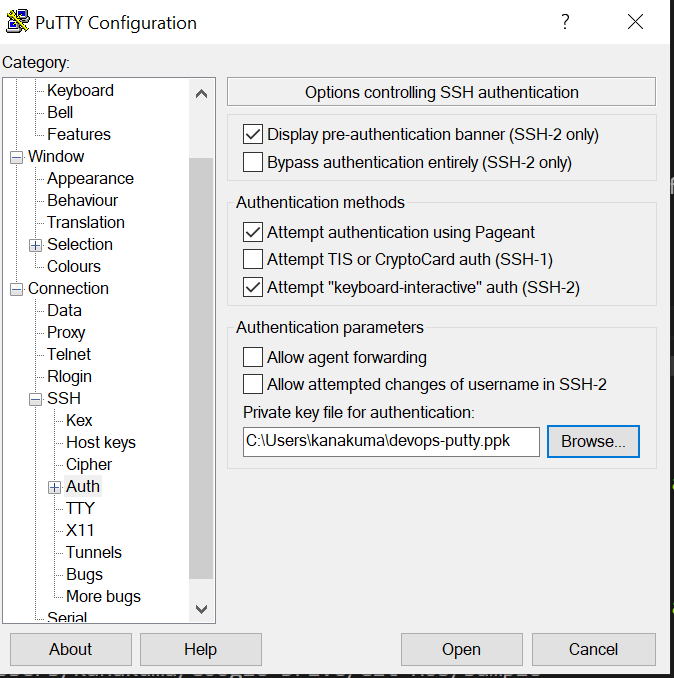 PuTTY Configuration
?
Category:
Keyboard
Bell
Features
Window
Appearance
Behaviour
Translation
Selection
Colours
Connection
Data
Proxy
Telnet
Rlogin
SSH
Kex
Host keys
Cipher
Auth
TTY
X11
Tunnels
Bugs
More bugs
Serial
Options controlling SSH authentication
Display pre-authentication banner (SSH-2 only)
Bypass authentication entirely (SSH-2 only)
Authentication methods
Attempt authentication using Pageant
Attempt TIS or CryptoCard auth (SSH-1)
Attempt "keyboard-interactive" auth (SSH-2)
Authentication parameters
Allow agent forwarding
Allow attempted changes of username in SSH-2
Private key file for authentication:
C:\Users\kanakuma\devops-putty.ppk
Browse...
About
Help
Open
Cancel